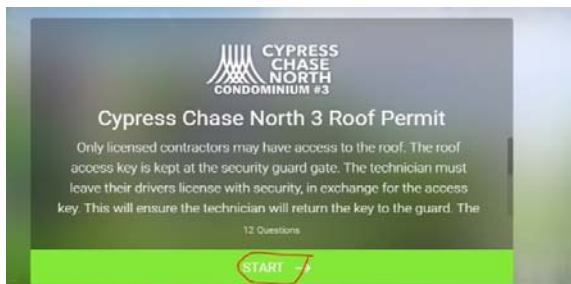 CYPRESS
CHASE
NORTH
CONDOMINIUM #3
Cypress Chase North 3 Roof Permit
Only licensed contractors may have access to the roof. The roof
access key is kept at the security guard gate. The technician must
leave their drivers license with security, in exchange for the access
key. This will ensure the technician will return the key to the guard. The
12 Questions
START →